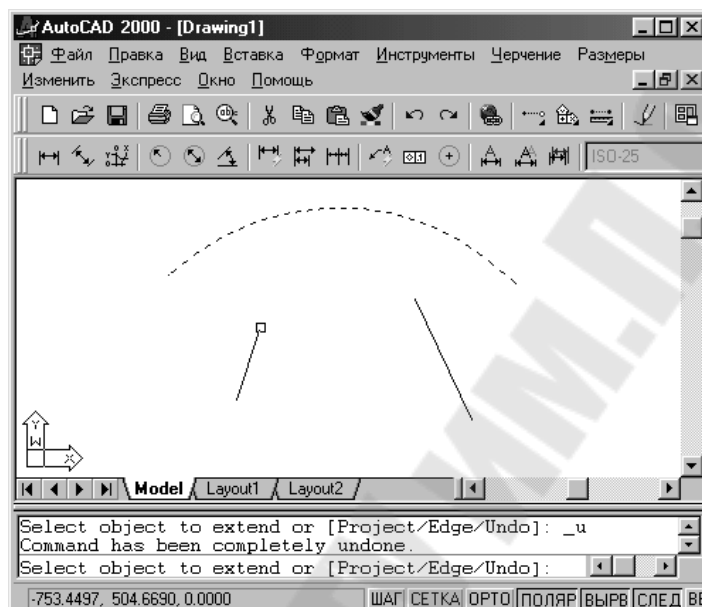 AutoCAD 2000 - [Drawing1]
Файл Правка Вид Вставка Формат Инструменты Черчение Размеры
Изменить Экспресс Окно Помощь
ISO-25
Y
W
X
Model Layout1 Layout2
Select object to extend or [Project/Edge/Undo]: _u
Command has been completely undone.
Select object to extend or [Project/Edge/Undo]:
-753.4497, 504.6690, 0.0000 ШАГ СЕТКА ОРТО ПОЛЯР ВЫРВ СЛЕД